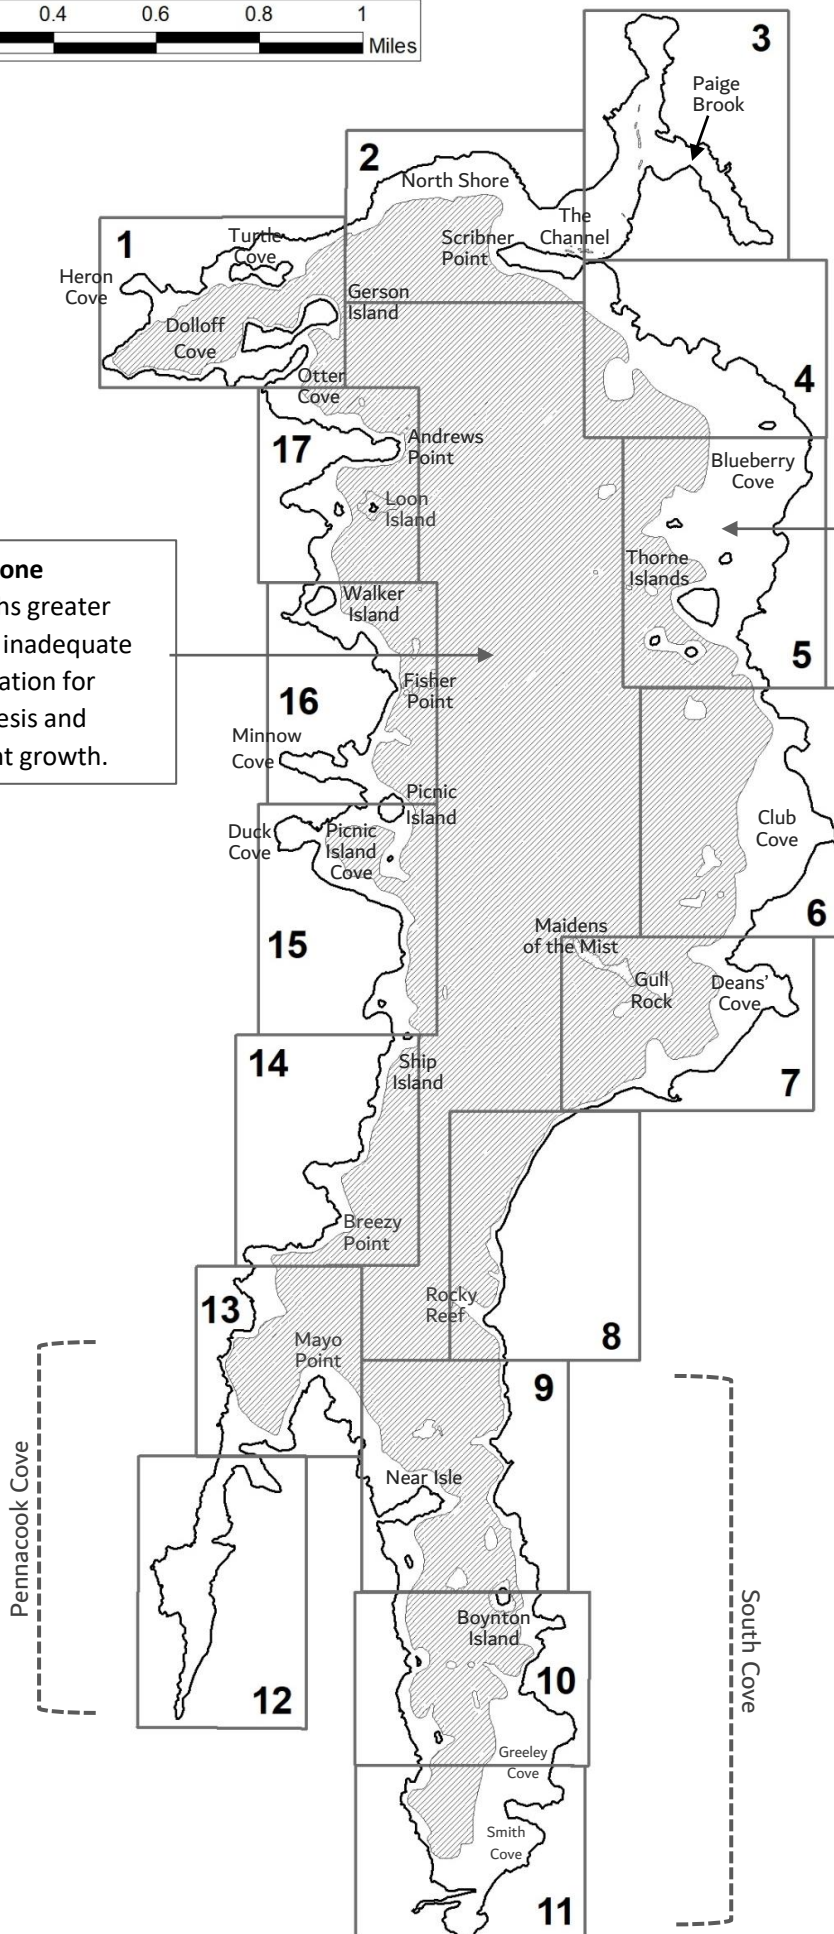 0.4
0.6
0.8
1
Miles
3
Paige
Brook
2
North Shore
The
Channel
Scribner
Point
1
Turtle
Cove
Heron
Cove
Gerson
Island
Dolloff
Cove
Otter
Cove
4
17
Andrews
Point
Blueberry
Cove
Loon
Island
one
ns greater
inadequate
ation for
esis and
t growth.
Thorne
Islands
Walker
Island
5
16
Fisher
Point
Minnow
Cove
Picnic
Island
Duck
Cove
Picnic
Island
Cove
Club
Cove
6
15
Maidens
of the Mist
Gull
Rock
Deans’
Cove
14
Ship
Island
7
Breezy
Point
13
Rocky
Reef
8
Mayo
Point
9
Pennacook Cove
Near Isle
South Cove
Boynton
Island
10
12
Greeley
Cove
Smith
Cove
11